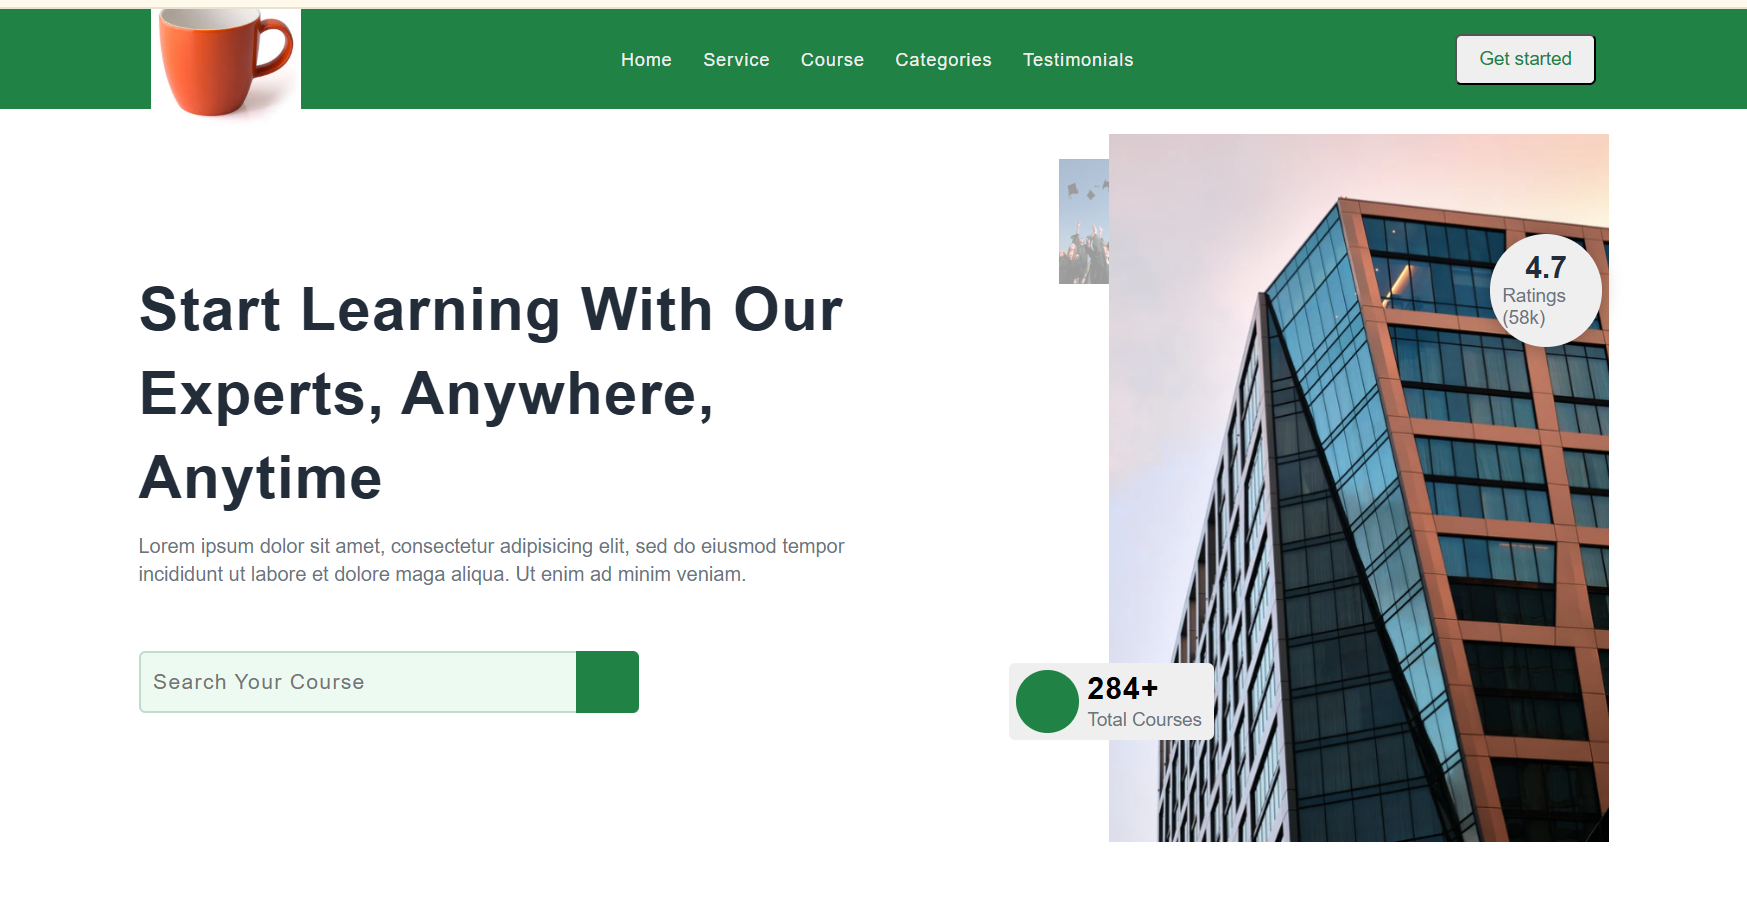 Home Service Course Categories Testimonials Get started
Start Learning With Our
Experts, Anywhere,
Anytime
Lorem ipsum dolor sit amet, consectetur adipisicing elit, sed do eiusmod tempor
incididunt ut labore et dolore maga aliqua. Ut enim ad minim veniam.
Search Your Course
4.7
Ratings
(58k)
284+
Total Courses